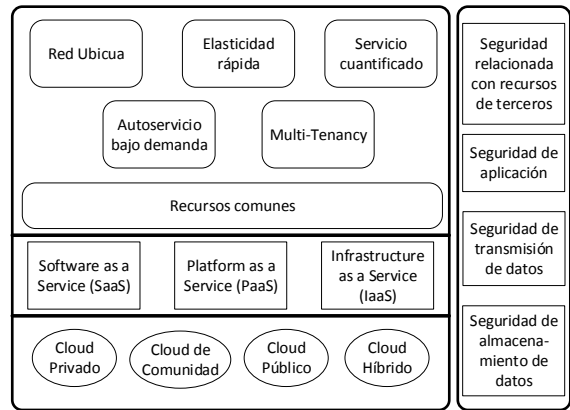 Red Ubicua
Elasticidad
rápida
Servicio
cuantificado
Autoservicio
bajo demanda
Multi-Tenancy
Recursos comunes
Software as a
Service (SaaS)
Platform as a
Service (PaaS)
Infrastructure
as a Service
(IaaS)
Cloud
Privado
Cloud de
Comunidad
Cloud
Público
Cloud
Híbrido
Seguridad
relacionada
con recursos
de terceros
Seguridad de
aplicación
Seguridad de
transmisión
de datos
Seguridad de
almacena-
miento de
datos